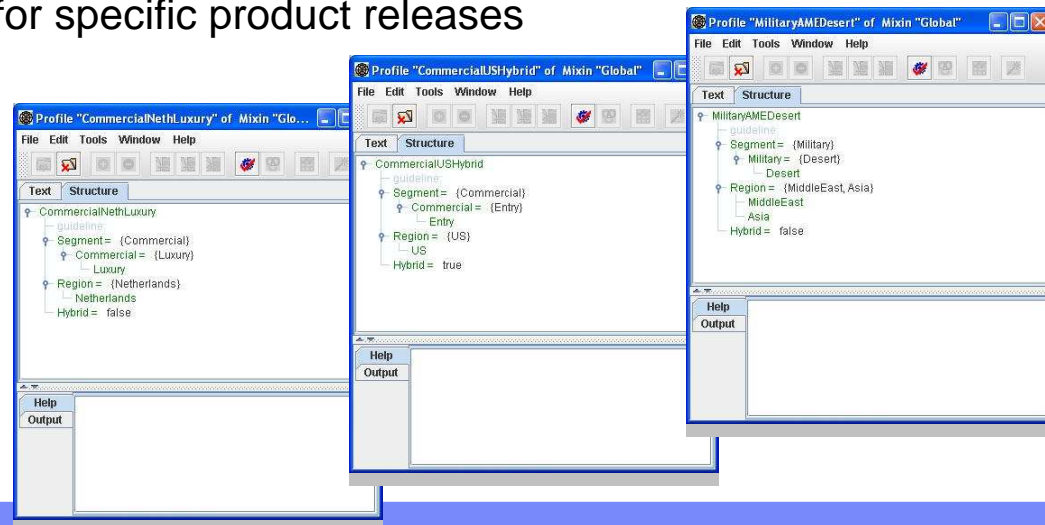 for specific product releases
Profile "CommercialNethLuxury" of Mixin "Glo...
File Edit Tools Window Help
Text Structure
CommercialNethLuxury
guideline:
Segment = {Commercial}
Commercial = {Luxury}
Luxury
Region = {Netherlands}
Netherlands
Hybrid = false
Help
Output
Profile "CommercialUSHybrid" of Mixin "Global"
File Edit Tools Window Help
Text Structure
CommercialUSHybrid
guideline:
Segment = {Commercial}
Commercial = {Entry}
Entry
Region = {US}
US
Hybrid = true
Help
Output
Profile "MilitaryAMEDesert" of Mixin "Global"
File Edit Tools Window Help
Text Structure
MilitaryAMEDesert
guideline:
Segment = {Military}
Military = {Desert}
Desert
Region = {MiddleEast, Asia}
MiddleEast
Asia
Hybrid = false
Help
Output